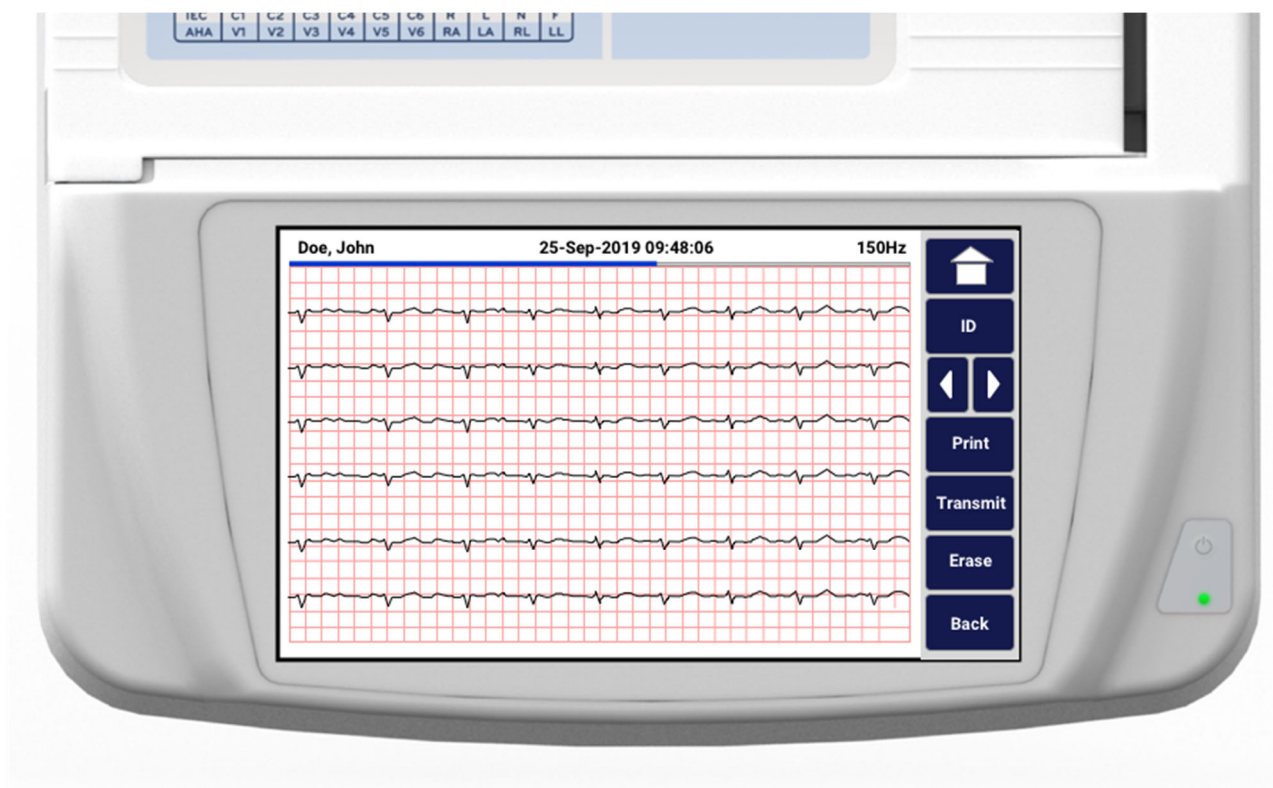 IEC C1 C2 C3 C4 C5 C6 R L N F
AHA V1 V2 V3 V4 V5 V6 RA LA RL LL
Doe, John 25-Sep-2019 09:48:06 150Hz
ID
Print
Transmit
Erase
Back